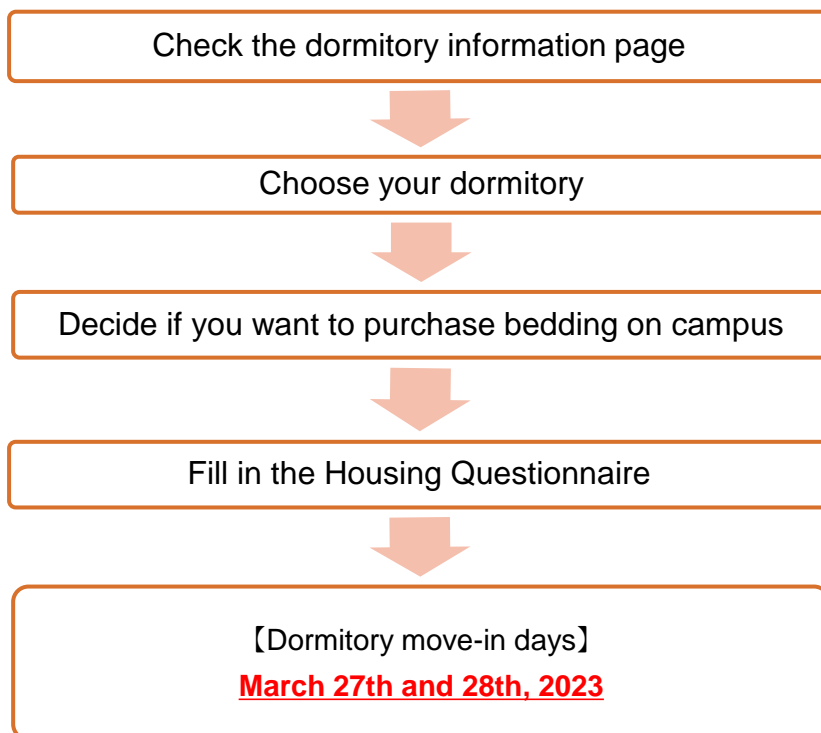 Check the dormitory information page
Choose your dormitory
Decide if you want to purchase bedding on campus
Fill in the Housing Questionnaire
【Dormitory move-in days】
March 27th and 28th, 2023